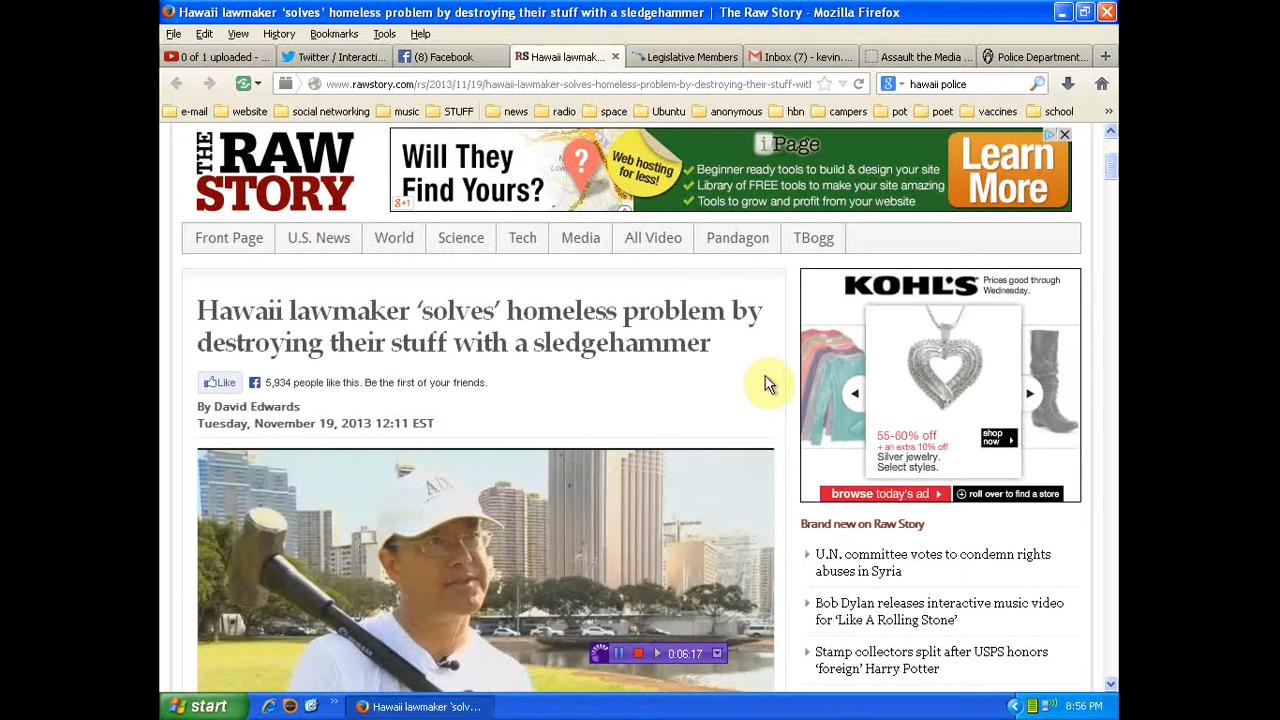 Hawaii lawmaker ‘solves’ homeless problem by destroying their stuff with a sledgehammer | The Raw Story - Mozilla Firefox
File Edit View History Bookmarks Tools Help
0 of 1 uploaded - ... Twitter / Interacti... (8) Facebook RS Hawaii lawmak... Legislative Members Inbox (7) - kevin.... Assault the Media ... Police Department...
www.rawstory.com/rs/2013/11/19/hawaii-lawmaker-solves-homeless-problem-by-destroying-their-stuff-with hawaii police
e-mail website social networking music STUFF news radio space Ubuntu anonymous hbn campers pot poet vaccines school
THE RAW STORY
Will They
Find Yours?
g+1
Web hosting
for less!
iPage
Beginner ready tools to build & design your site
Library of FREE tools to make your site amazing
Tools to grow and profit from your website
Learn
More
Front Page U.S. News World Science Tech Media All Video Pandagon TBogg
Hawaii lawmaker ‘solves’ homeless problem by
destroying their stuff with a sledgehammer
Like 5,934 people like this. Be the first of your friends.
By David Edwards
Tuesday, November 19, 2013 12:11 EST
KOHL'S Prices good through
Wednesday.
55-60% off
+ an extra 10% off
Silver jewelry.
Select styles.
shop
now
browse today's ad roll over to find a store
Brand new on Raw Story
U.N. committee votes to condemn rights
abuses in Syria
Bob Dylan releases interactive music video
for ‘Like A Rolling Stone’
Stamp collectors split after USPS honors
‘foreign’ Harry Potter
0:06:17
start Hawaii lawmaker 'solv... 8:56 PM